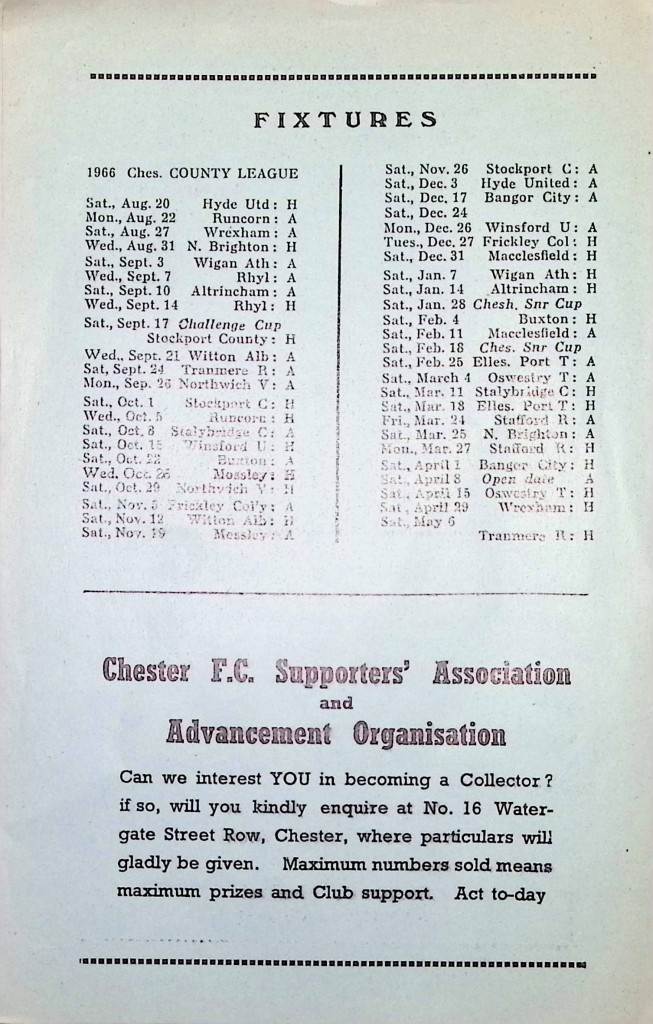 FIXTURES
1966 Ches. COUNTY LEAGUE
Sat., Aug. 20 Hyde Utd : H
Mon., Aug. 22 Runcorn : A
Sat., Aug. 27 Wrexham : A
Wed., Aug. 31 N. Brighton : H
Sat., Sept. 3 Wigan Ath : A
Wed., Sept. 7 Rhyl : A
Sat., Sept. 10 Altrincham : A
Wed., Sept. 14 Rhyl : H
Sat., Sept. 17 Challenge Cup
Stockport County : H
Wed., Sept. 21 Witton Alb : A
Sat, Sept. 24 Tranmere R : A
Mon., Sep. 26 Northwich V : A
Sat., Oct. 1 Stockport C : H
Wed., Oct. 5 Runcorn : H
Sat., Oct. 8 Stalybridge C : A
Sat., Oct. 15 Winsford U : H
Sat., Oct. 22 Buxton : A
Wed. Occ. 26 Mossley : H
Sat., Oct. 29 Northwich V : H
Sat., Nov. 5 Frickley Col'y : A
Sat., Nov. 12 Witton Alb : H
Sat., Nov. 19 Mossley : A
Sat., Nov. 26 Stockport C : A
Sat., Dec. 3 Hyde United : A
Sat., Dec. 17 Bangor City : A
Sat., Dec. 24
Mon., Dec. 26 Winsford U : A
Tues., Dec. 27 Frickley Col : H
Sat., Dec. 31 Macclesfield : H
Sat., Jan. 7 Wigan Ath : H
Sat., Jan. 14 Altrincham : H
Sat., Jan. 28 Chesh. Snr Cup
Sat., Feb. 4 Buxton : H
Sat., Feb. 11 Macclesfield : A
Sat., Feb. 18 Ches. Snr Cup
Sat., Feb. 25 Elles. Port T : A
Sat., March 4 Oswestry T : A
Sat., Mar. 11 Stalybridge C : H
Sat., Mar. 18 Elles. Port T : H
Fri., Mar. 24 Stafford R : A
Sat., Mar. 25 N. Brighton : A
Mon., Mar. 27 Stafford R : H
Sat., April 1 Bangor City : H
Sat., April 8 Open date A
Sat., April 15 Oswestry T : H
Sat., April 29 Wrexham : H
Sat., May 6
Tranmere R : H
Chester F.C. Supporters' Association
and
Advancement Organisation
Can we interest YOU in becoming a Collector?
if so, will you kindly enquire at No. 16 Water-
gate Street Row, Chester, where particulars will
gladly be given. Maximum numbers sold means
maximum prizes and Club support. Act to-day